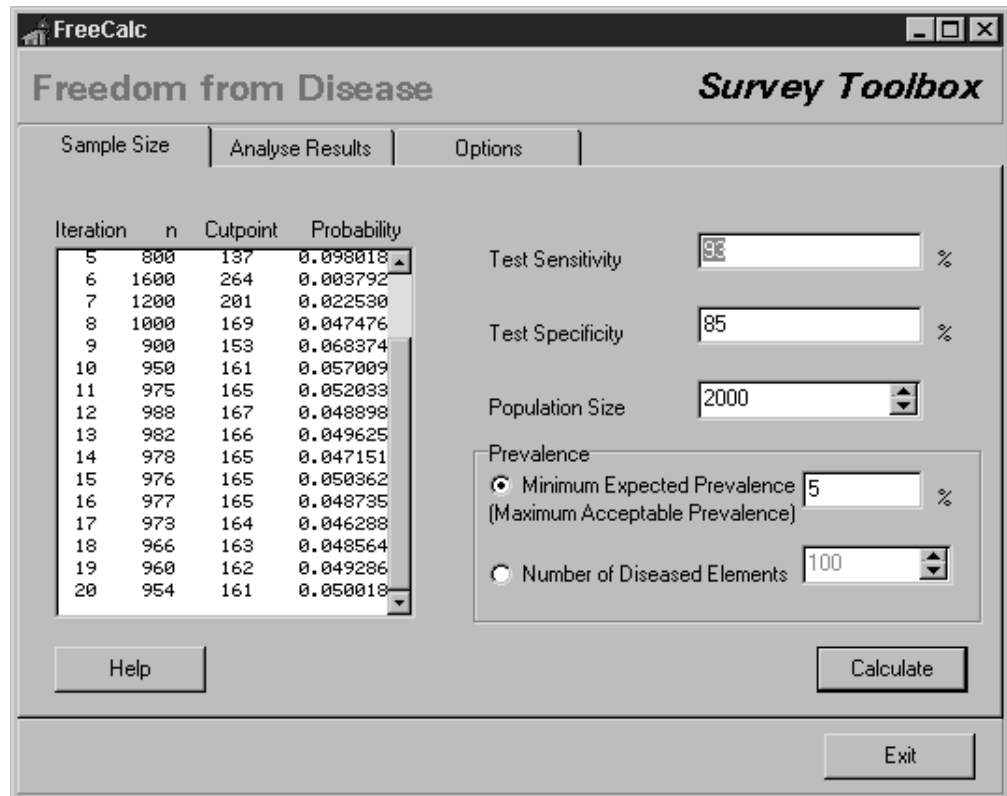 FreeCalc
Freedom from Disease
Survey Toolbox
Sample Size
Analyse Results
Options
Iteration n Cutpoint Probability
5 800 137 0.098018
6 1600 264 0.003792
7 1200 201 0.022530
8 1000 169 0.047476
9 900 153 0.068374
10 950 161 0.057009
11 975 165 0.052033
12 988 167 0.048898
13 982 166 0.049625
14 978 165 0.047151
15 976 165 0.050362
16 977 165 0.048735
17 973 164 0.046288
18 966 163 0.048564
19 960 162 0.049286
20 954 161 0.050018
Test Sensitivity 93 %
Test Specificity 85 %
Population Size 2000
Prevalence
Minimum Expected Prevalence 5 %
(Maximum Acceptable Prevalence)
Number of Diseased Elements 100
Help
Calculate
Exit